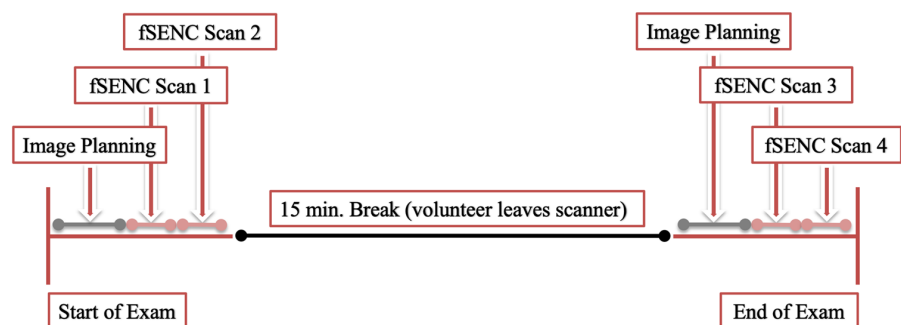 fSENC Scan 2
fSENC Scan 1
Image Planning
Image Planning
fSENC Scan 3
fSENC Scan 4
15 min. Break (volunteer leaves scanner)
Start of Exam
End of Exam